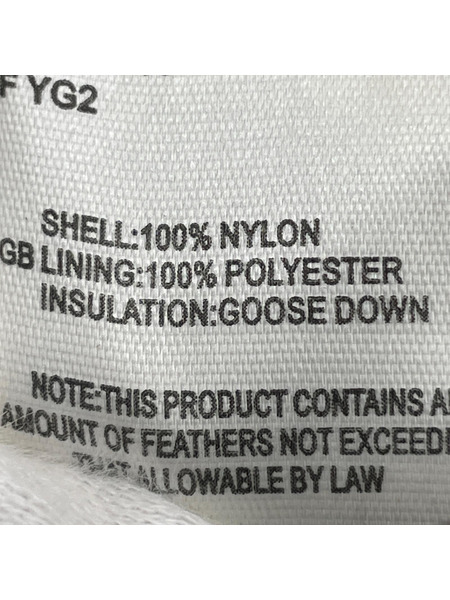 F YG2
SHELL:100% NYLON
GB LINING:100% POLYESTER
INSULATION:GOOSE DOWN
NOTE:THIS PRODUCT CONTAINS A
AMOUNT OF FEATHERS NOT EXCEED
ALLOWABLE BY LAW